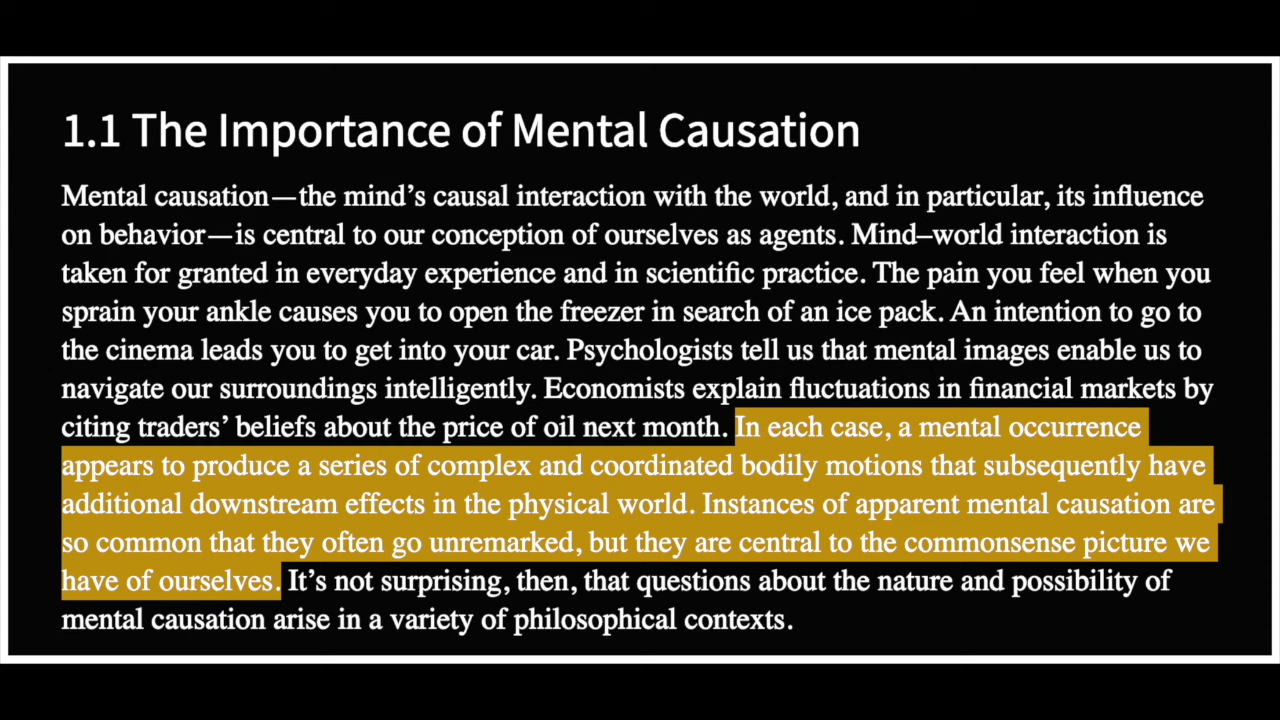 1.1 The Importance of Mental Causation
Mental causation—the mind’s causal interaction with the world, and in particular, its influence
on behavior—is central to our conception of ourselves as agents. Mind–world interaction is
taken for granted in everyday experience and in scientific practice. The pain you feel when you
sprain your ankle causes you to open the freezer in search of an ice pack. An intention to go to
the cinema leads you to get into your car. Psychologists tell us that mental images enable us to
navigate our surroundings intelligently. Economists explain fluctuations in financial markets by
citing traders’ beliefs about the price of oil next month. In each case, a mental occurrence
appears to produce a series of complex and coordinated bodily motions that subsequently have
additional downstream effects in the physical world. Instances of apparent mental causation are
so common that they often go unremarked, but they are central to the commonsense picture we
have of ourselves. It’s not surprising, then, that questions about the nature and possibility of
mental causation arise in a variety of philosophical contexts.